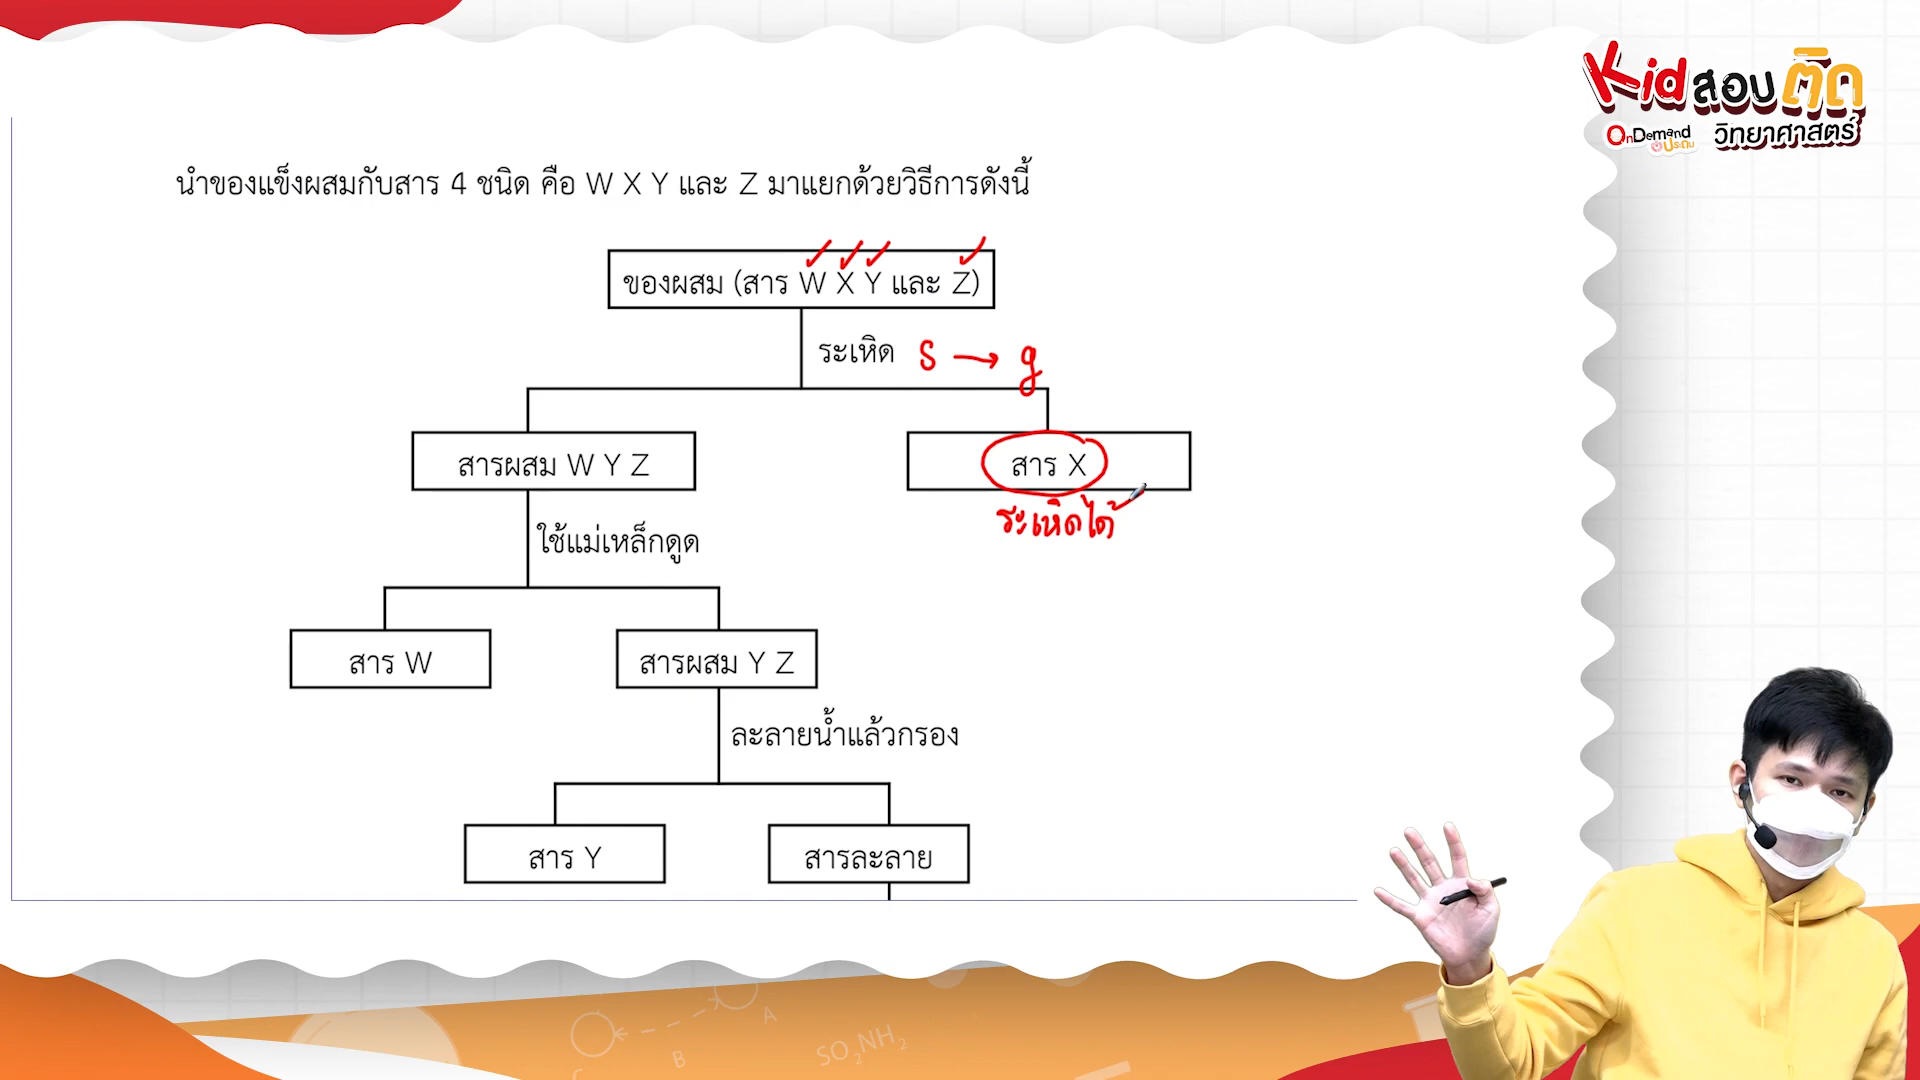 Kidสอบติด
OnDemand ประถม วิทยาศาสตร์
นำของแข็งผสมกับสาร 4 ชนิด คือ W X Y และ Z มาแยกด้วยวิธีการดังนี้
ของผสม (สาร W X Y และ Z)
ระเหิด s → g
สารผสม W Y Z
สาร X
ระเหิดได้
ใช้แม่เหล็กดูด
สาร W
สารผสม Y Z
ละลายน้ำแล้วกรอง
สาร Y
สารละลาย
A
B
SO2NH2